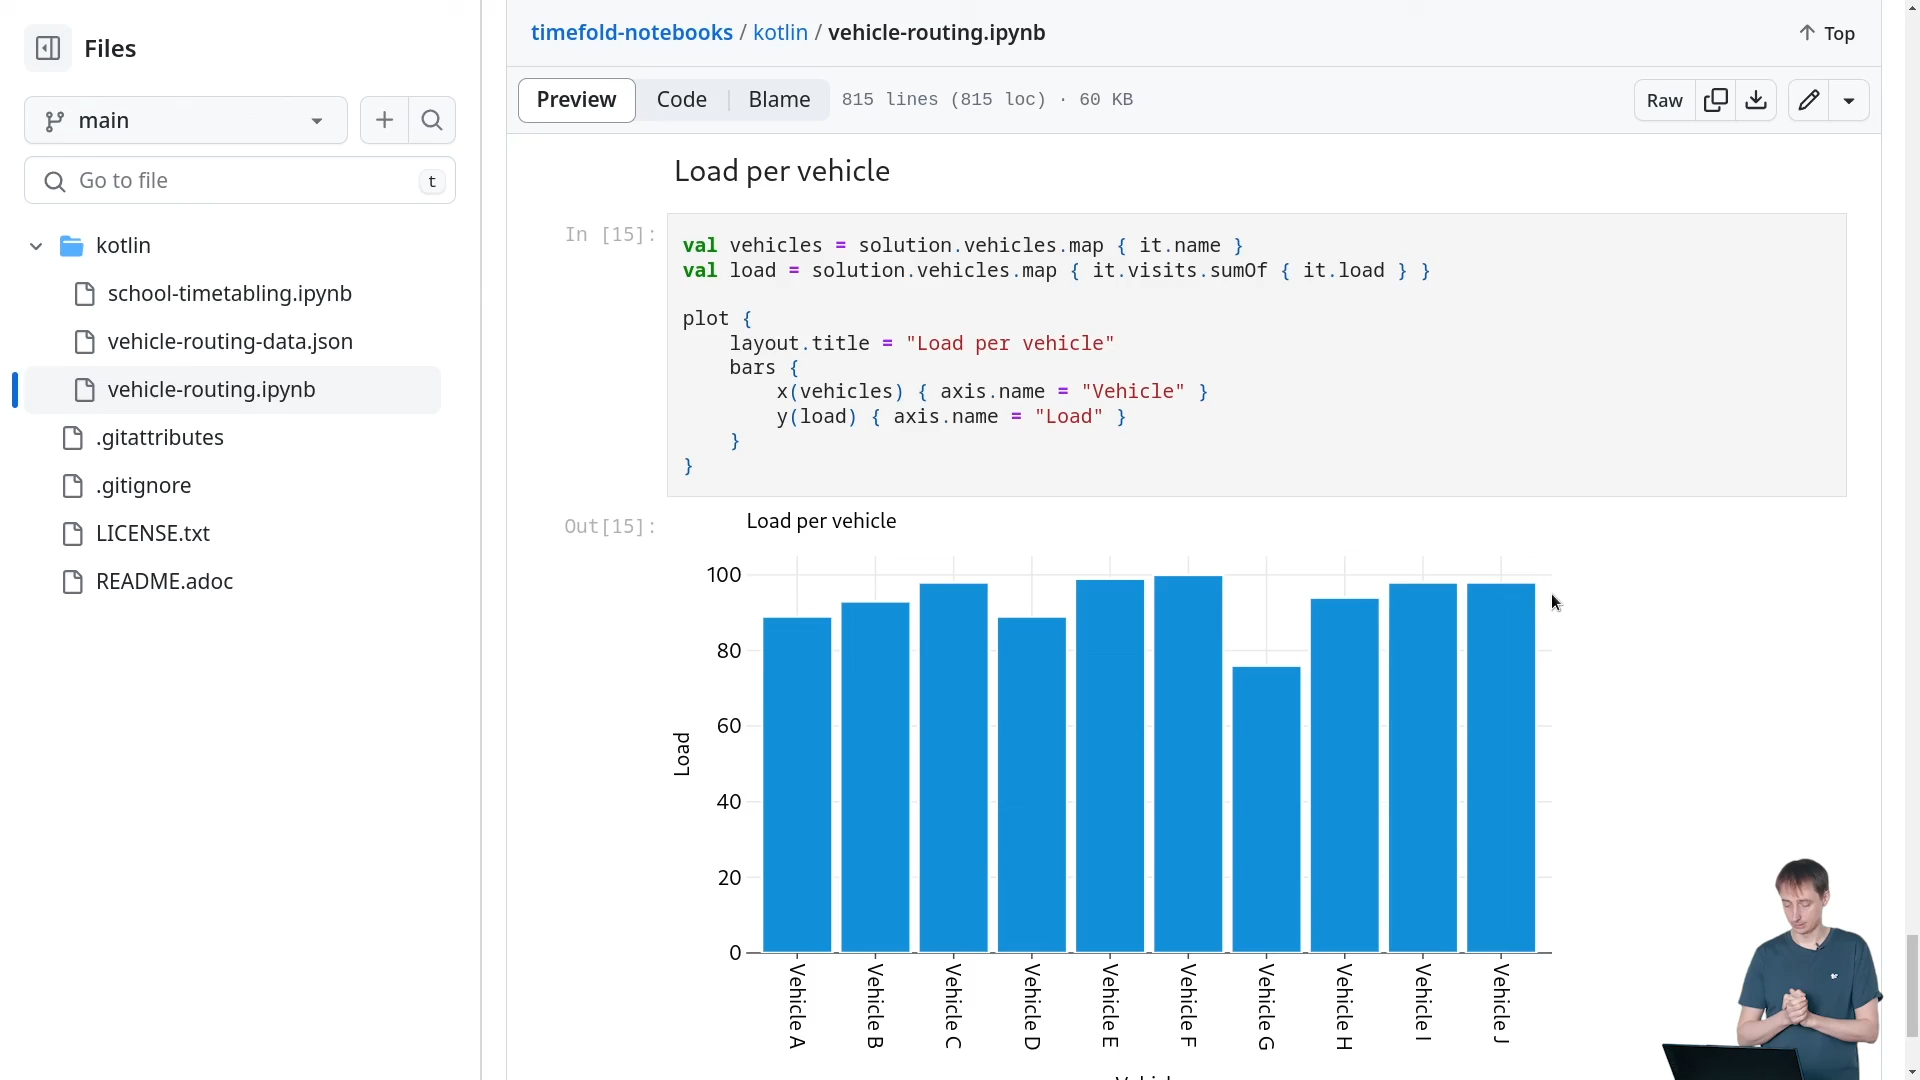 Files
main
Go to file
t
kotlin
school-timetabling.ipynb
vehicle-routing-data.json
vehicle-routing.ipynb
.gitattributes
.gitignore
LICENSE.txt
README.adoc
timefold-notebooks / kotlin / vehicle-routing.ipynb
Top
Preview Code Blame 815 lines (815 loc) · 60 KB
Raw
Load per vehicle
In [15]:
val vehicles = solution.vehicles.map { it.name }
val load = solution.vehicles.map { it.visits.sumOf { it.load } }
plot {
    layout.title = "Load per vehicle"
    bars {
        x(vehicles) { axis.name = "Vehicle" }
        y(load) { axis.name = "Load" }
    }
}
Out[15]:
Load per vehicle
100
80
60
40
20
0
Load
Vehicle A
Vehicle B
Vehicle C
Vehicle D
Vehicle E
Vehicle F
Vehicle G
Vehicle H
Vehicle I
Vehicle J